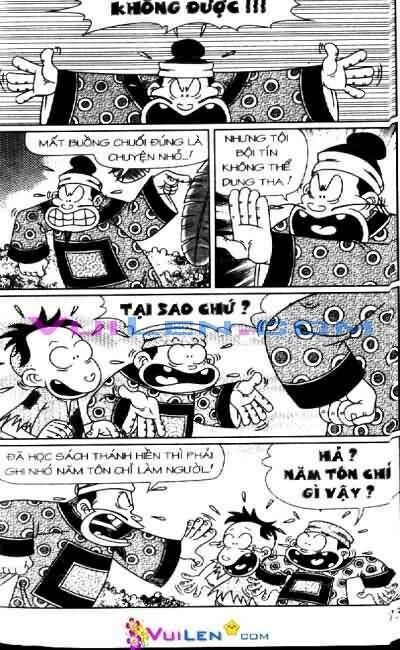 KHÔNG ĐƯỢC!!!
MẤT BUỒNG CHUỐI ĐÚNG LÀ
CHUYỆN NHỎ..!
NHƯNG TỘI
BỘI TÍN
KHÔNG THỂ
DUNG THA,!
TẠI SAO CHỨ?
VUILEN.COM
ĐÃ HỌC SÁCH THÁNH HIỀN THÌ PHẢI
GHI NHỚ NĂM TÔN CHỈ LÀM NGƯỜI,!
HẢ?
NĂM TÔN CHỈ
GÌ VẬY?
VUILEN.COM